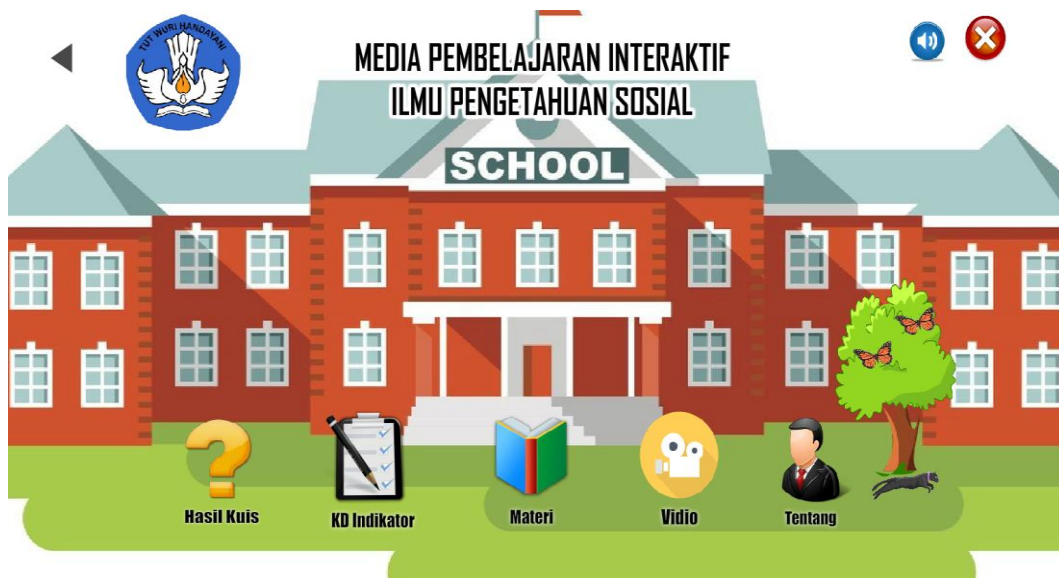 TUT WURI HANDAYANI
MEDIA PEMBELAJARAN INTERAKTIF
ILMU PENGETAHUAN SOSIAL
SCHOOL
Hasil Kuis
KD Indikator
Materi
Vidio
Tentang